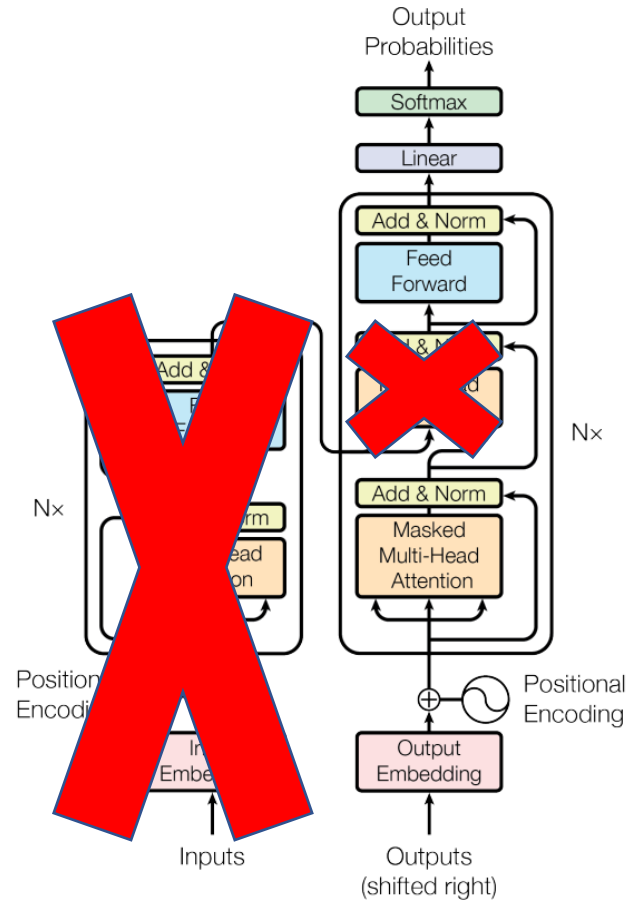 Output
Probabilities
Softmax
Linear
Add & Norm
Feed
Forward
Add &
Nx
Add & Norm
Masked
Multi-Head
Attention
Nx
Positional
Encoding
Output
Embedding
Inputs
Outputs
(shifted right)